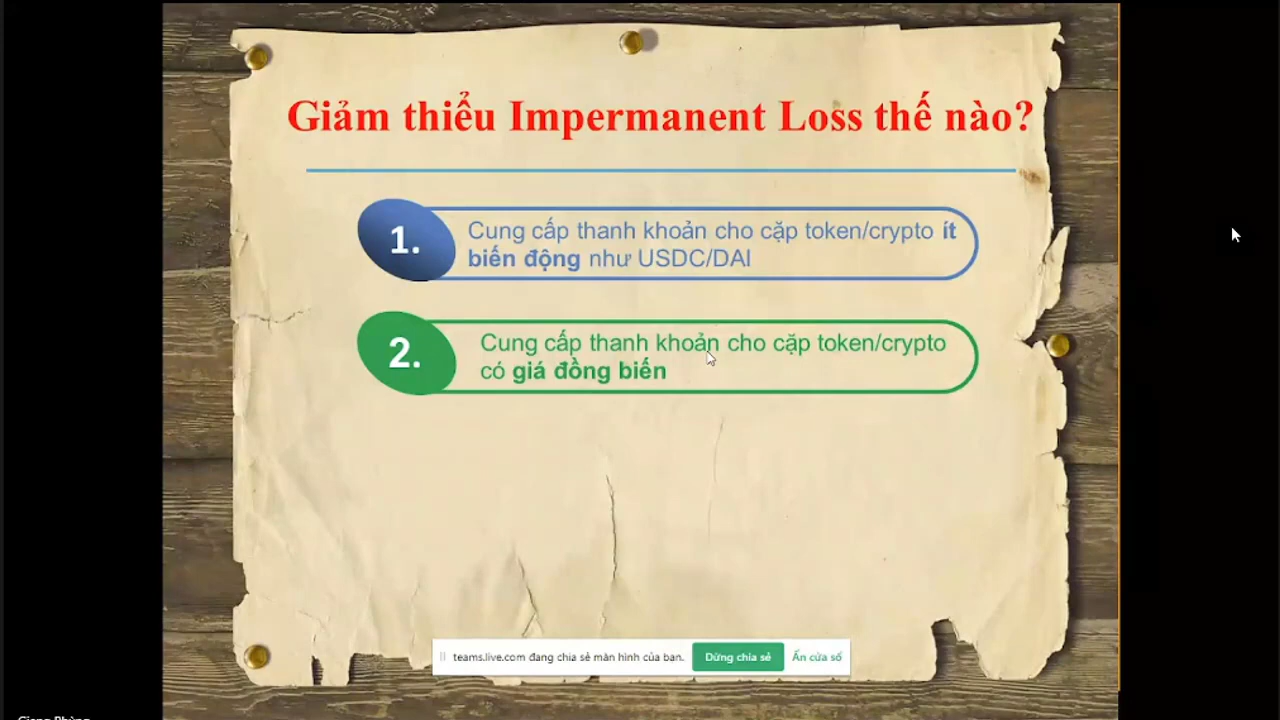 Giảm thiểu Impermanent Loss thế nào?
1.
Cung cấp thanh khoản cho cặp token/crypto ít
biến động như USDC/DAI
2.
Cung cấp thanh khoản cho cặp token/crypto
có giá đồng biến
teams.live.com đang chia sẻ màn hình của bạn.
Dừng chia sẻ
Ẩn cửa sổ